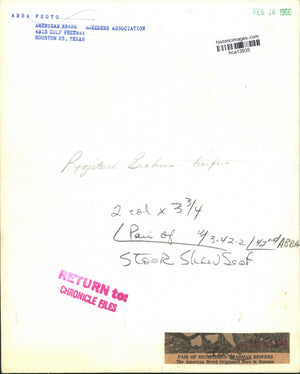 ABBA PHOTO
AMERICAN BRAHMAN BREEDERS ASSOCIATION
4815 GULF FREEWAY
HOUSTON 23, TEXAS
FEB 18 1966
historicimages.com
Registered Brahma heifers
2 col x 3 3/4
Pair of
Stock Show Sect
RETURN to:
CHRONICLE FILES
PAIR OF REGISTERED BRAHMAN HEIFERS
The American Breed Originated Here in Houston